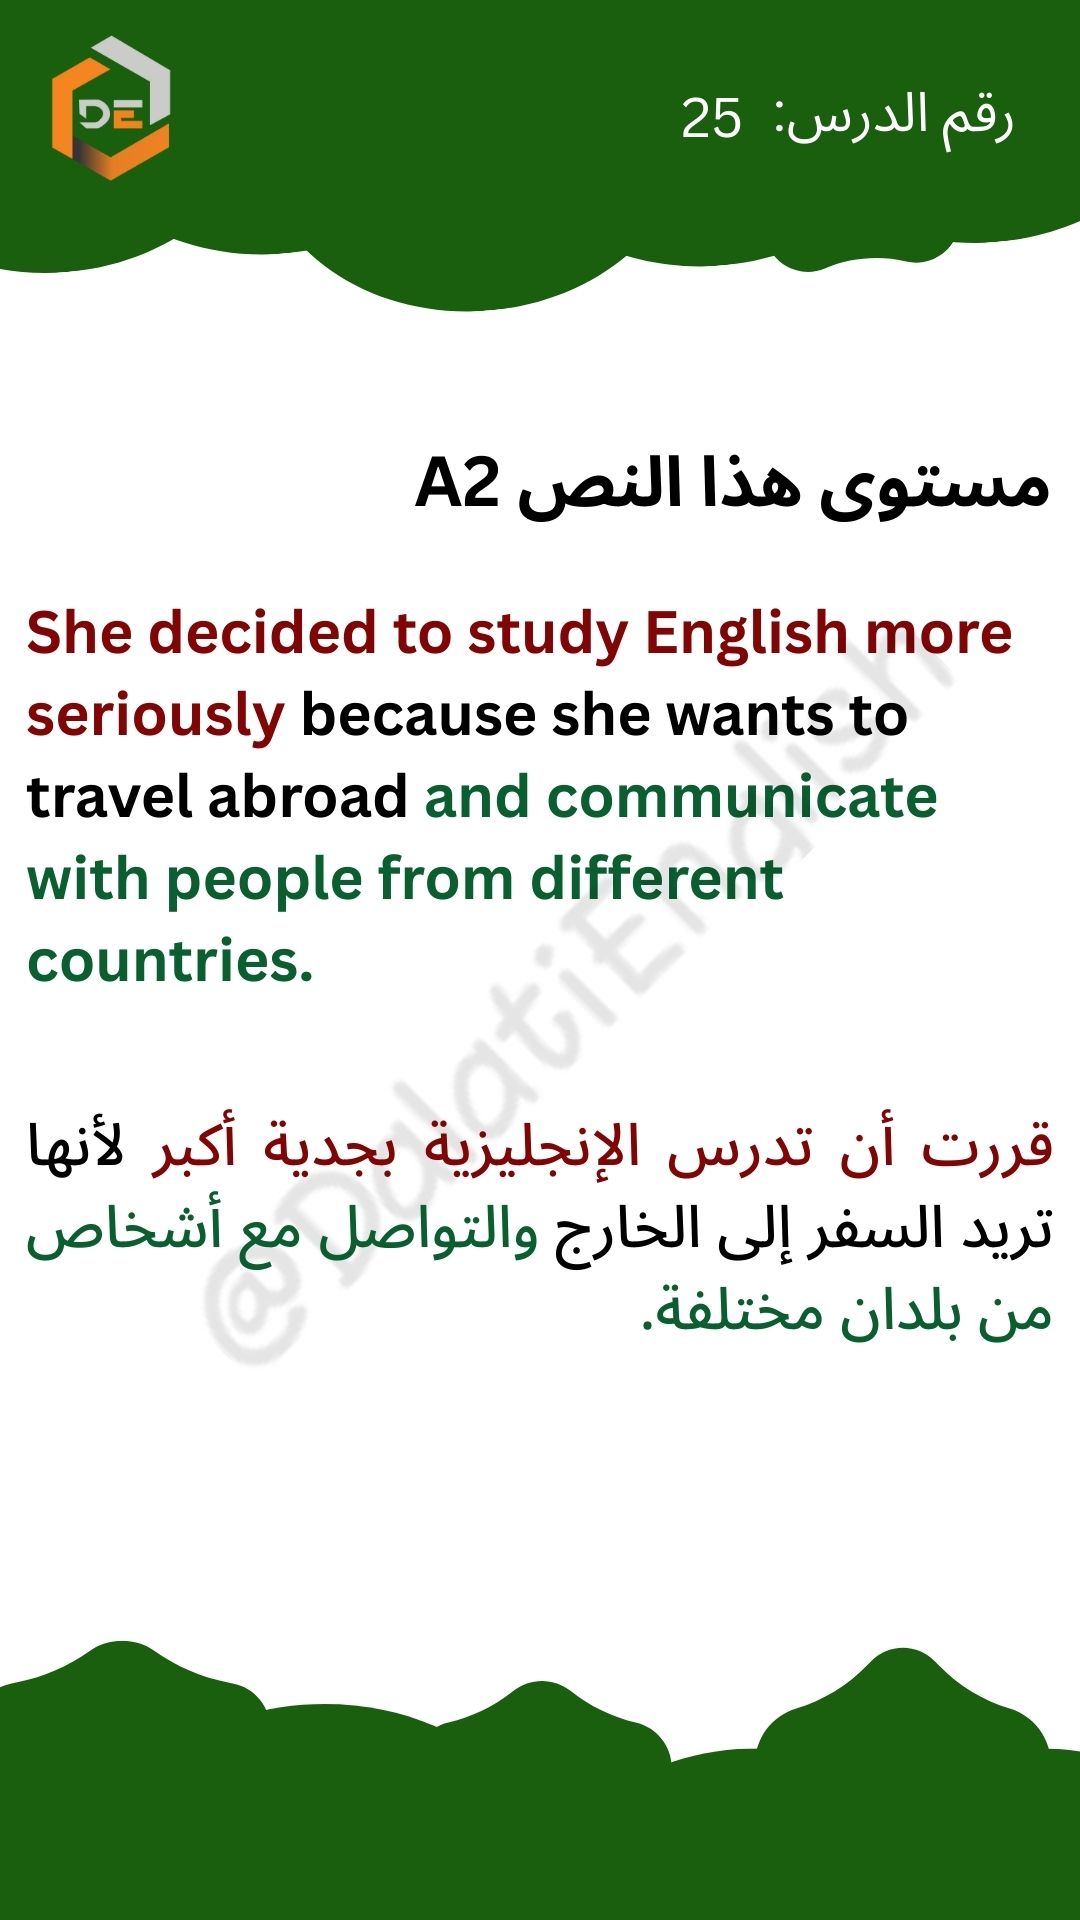 DE
رقم الدرس: 25
مستوى هذا النص A2
She decided to study English more
seriously because she wants to
travel abroad and communicate
with people from different
countries.
قررت أن تدرس الإنجليزية بجدية أكبر لأنها
تريد السفر إلى الخارج والتواصل مع أشخاص
من بلدان مختلفة.
@DalatiEnglish